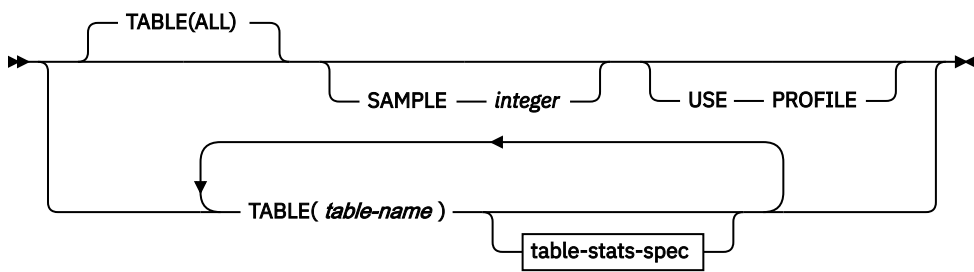 TABLE(ALL)
SAMPLE integer USE PROFILE
TABLE( table-name )
table-stats-spec